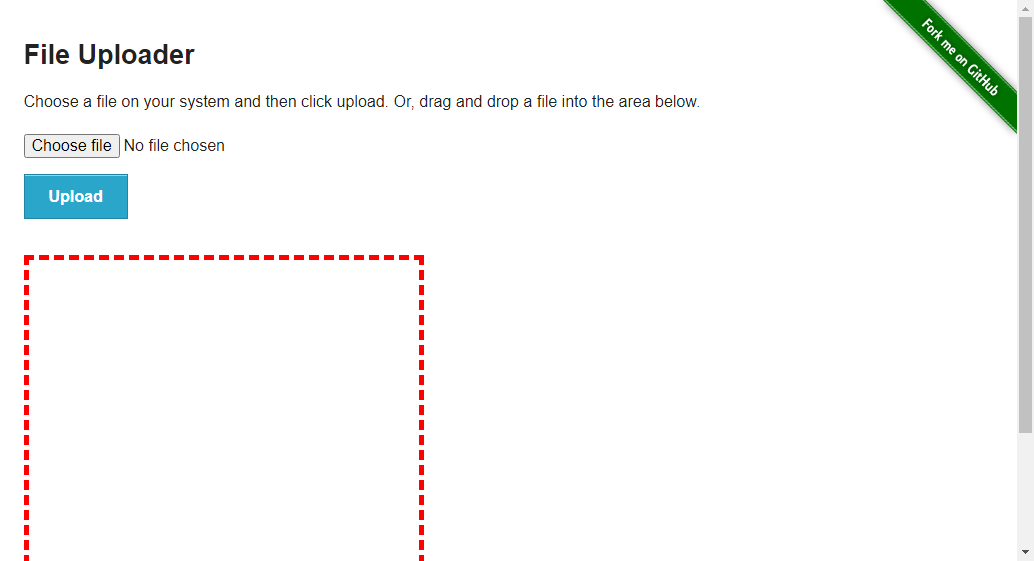 Fork me on GitHub
File Uploader
Choose a file on your system and then click upload. Or, drag and drop a file into the area below.
Choose file No file chosen
Upload